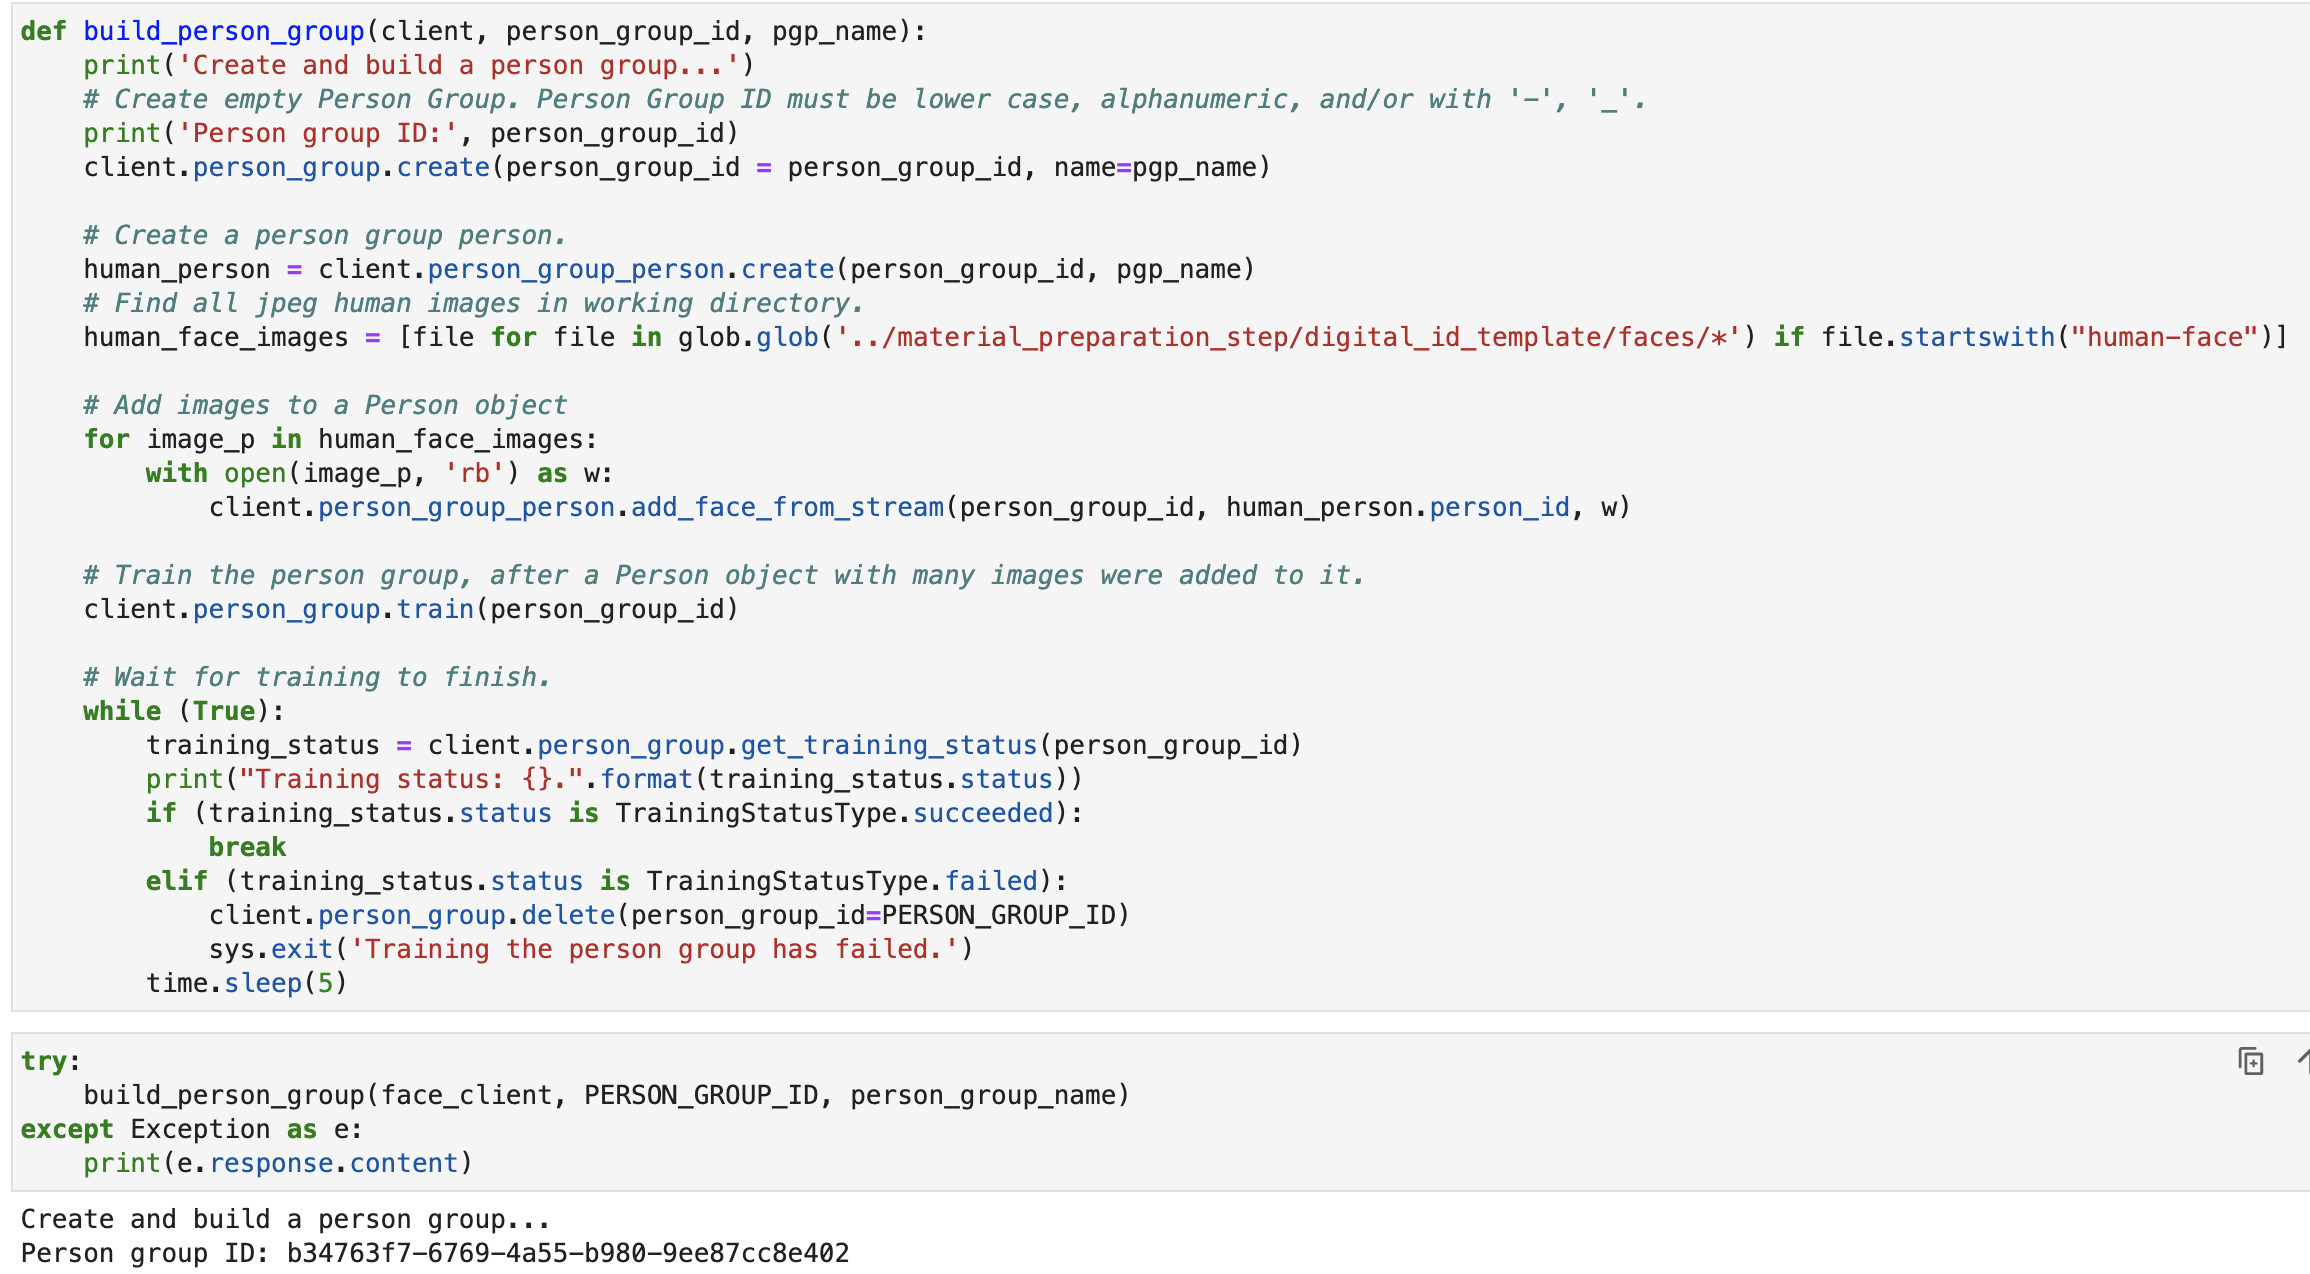 def build_person_group(client, person_group_id, pgp_name):
    print('Create and build a person group...')
    # Create empty Person Group. Person Group ID must be lower case, alphanumeric, and/or with '-', '_'.
    print('Person group ID:', person_group_id)
    client.person_group.create(person_group_id = person_group_id, name=pgp_name)

    # Create a person group person.
    human_person = client.person_group_person.create(person_group_id, pgp_name)
    # Find all jpeg human images in working directory.
    human_face_images = [file for file in glob.glob('../material_preparation_step/digital_id_template/faces/*') if file.startswith("human-face")]

    # Add images to a Person object
    for image_p in human_face_images:
        with open(image_p, 'rb') as w:
            client.person_group_person.add_face_from_stream(person_group_id, human_person.person_id, w)

    # Train the person group, after a Person object with many images were added to it.
    client.person_group.train(person_group_id)

    # Wait for training to finish.
    while (True):
        training_status = client.person_group.get_training_status(person_group_id)
        print("Training status: {}.".format(training_status.status))
        if (training_status.status is TrainingStatusType.succeeded):
            break
        elif (training_status.status is TrainingStatusType.failed):
            client.person_group.delete(person_group_id=PERSON_GROUP_ID)
            sys.exit('Training the person group has failed.')
        time.sleep(5)

try:
    build_person_group(face_client, PERSON_GROUP_ID, person_group_name)
except Exception as e:
    print(e.response.content)

Create and build a person group...
Person group ID: b34763f7-6769-4a55-b980-9ee87cc8e402